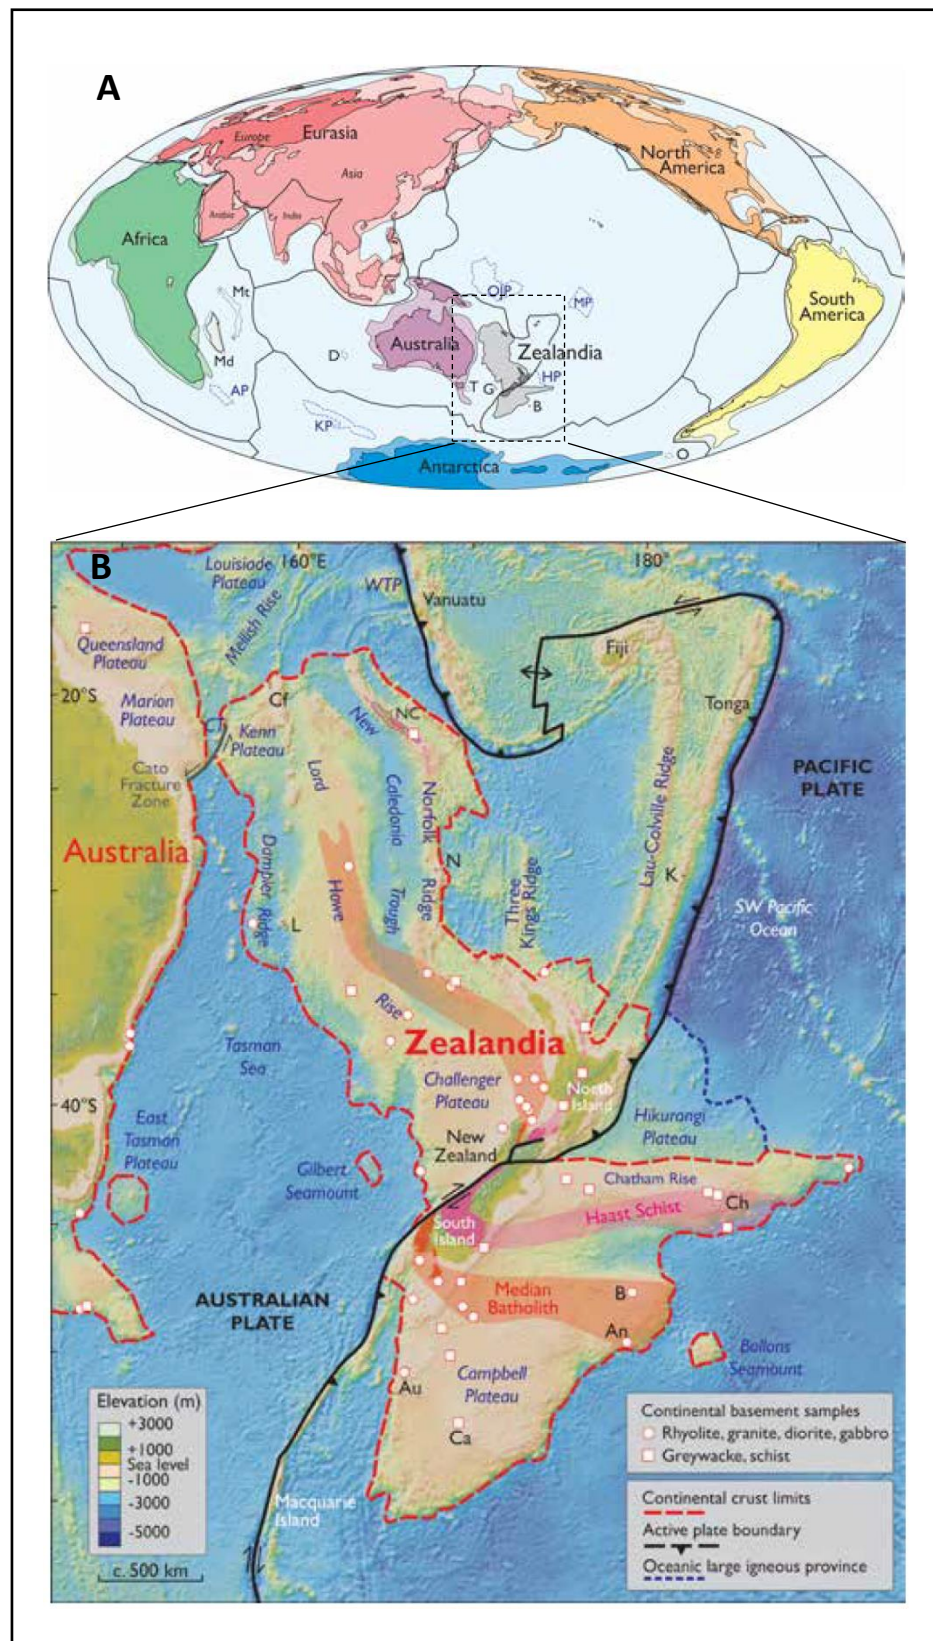 A
Europe
Eurasia
Asia
North
America
Arabia
India
Africa
Mt
OJP
MP
South
America
Md
D
Australia
Zealandia
AP
T
G
HP
B
KP
O
Antarctica
B
Louisiade
Plateau
160°E
180°
WTP
Vanuatu
Mellish Rise
Queensland
Plateau
Fiji
20°S
Marion
Plateau
Cf
NC
Tonga
CT
Kenn
Plateau
New
Caledonia
Trough
Cato
Fracture
Zone
Lord
Howe
Rise
Norfolk
Ridge
PACIFIC
PLATE
Lau-Colville Ridge
Australia
Dampier
Ridge
N
Three
Kings Ridge
K
L
SW Pacific
Ocean
Zealandia
Tasman
Sea
Challenger
Plateau
North
Island
40°S
East
Tasman
Plateau
New
Zealand
Hikurangi
Plateau
Gilbert
Seamount
Chatham Rise
Ch
Haast Schist
South
Island
AUSTRALIAN
PLATE
Median
Batholith
B
An
Bollons
Seamount
Au
Campbell
Plateau
Ca
Macquarie
Island
Elevation (m)
+3000
+1000
Sea level
-1000
-3000
-5000
c. 500 km
Continental basement samples
Rhyolite, granite, diorite, gabbro
Greywacke, schist
Continental crust limits
Active plate boundary
Oceanic large igneous province